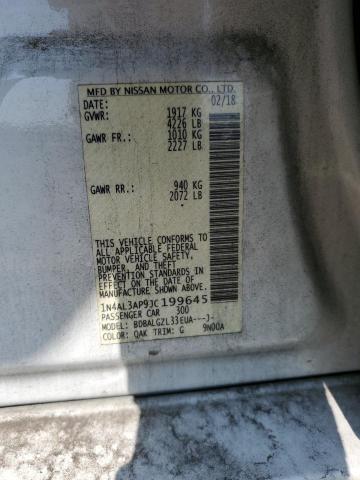 MFD BY NISSAN MOTOR CO., LTD.
DATE: 02/18
GVWR: 1917 KG
4226 LB
GAWR FR.: 1010 KG
2227 LB
GAWR RR.: 940 KG
2072 LB
THIS VEHICLE CONFORMS TO
ALL APPLICABLE FEDERAL
MOTOR VEHICLE SAFETY,
BUMPER, AND THEFT
PREVENTION STANDARDS
IN EFFECT ON THE DATE OF
MANUFACTURE SHOWN ABOVE.
1N4AL3AP9JC199645
PASSENGER CAR 300
MODEL: BDBALGZL33EUA---J-
COLOR: QAK TRIM: G 9N00A